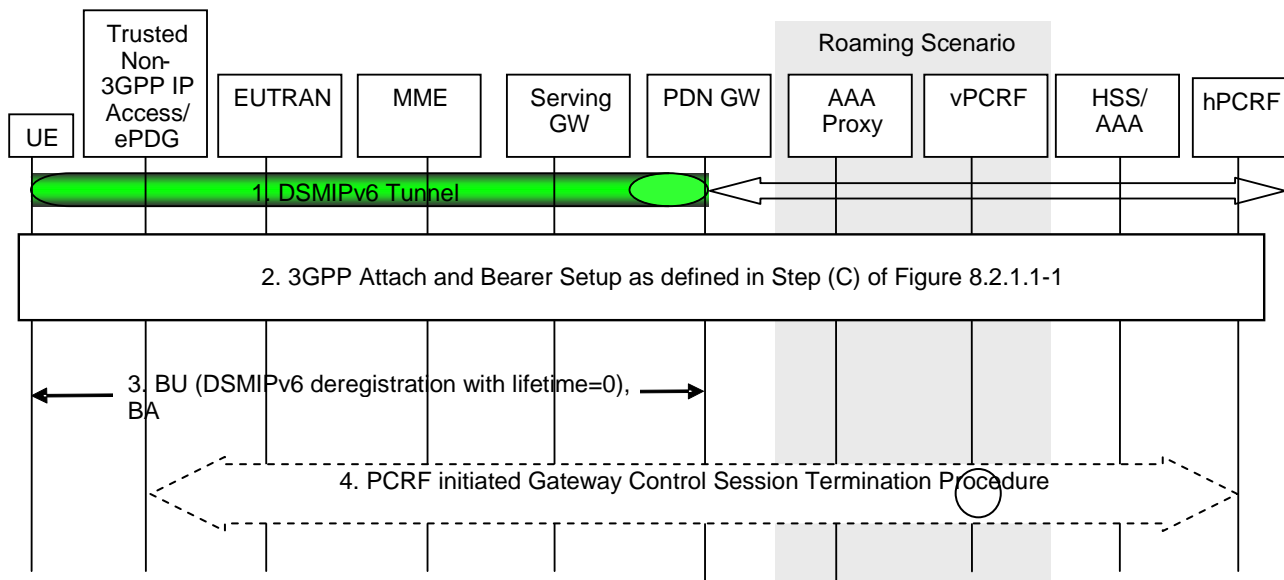 Roaming Scenario
UE
Trusted
Non-
3GPP IP
Access/
ePDG
EUTRAN
MME
Serving
GW
PDN GW
AAA
Proxy
vPCRF
HSS/
AAA
hPCRF
1. DSMIPv6 Tunnel
2. 3GPP Attach and Bearer Setup as defined in Step (C) of Figure 8.2.1.1-1
3. BU (DSMIPv6 deregistration with lifetime=0),
BA
4. PCRF initiated Gateway Control Session Termination Procedure